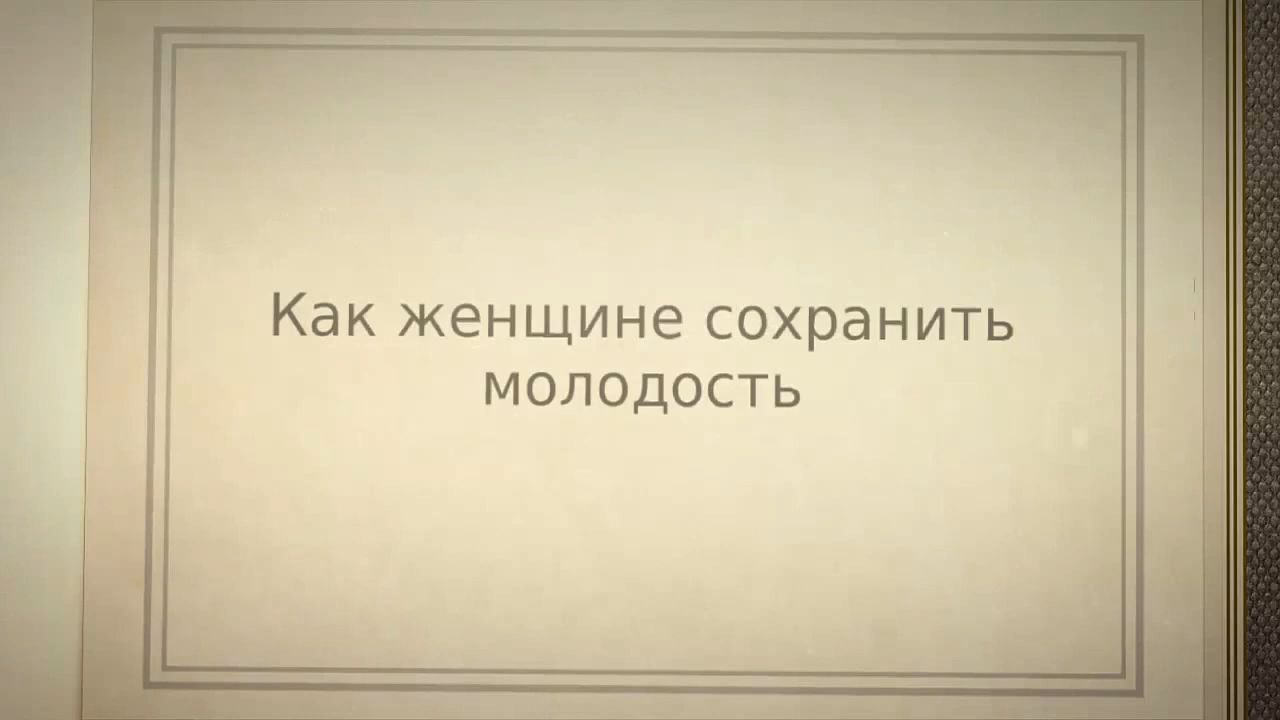 Как женщине сохранить
молодость